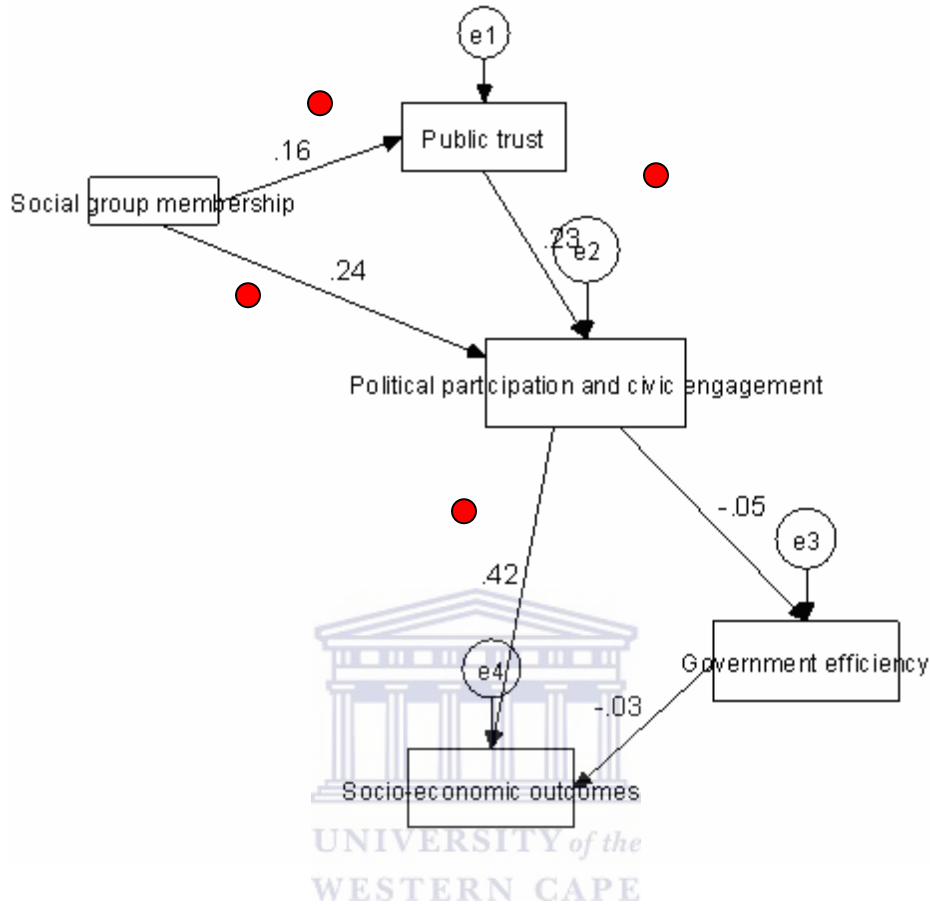 e1
Public trust
.16
Social group membership
.23
e2
.24
Political participation and civic engagement
-.05
e3
.42
Government efficiency
e4
-.03
Socio-economic outcomes
UNIVERSITY of the
WESTERN CAPE